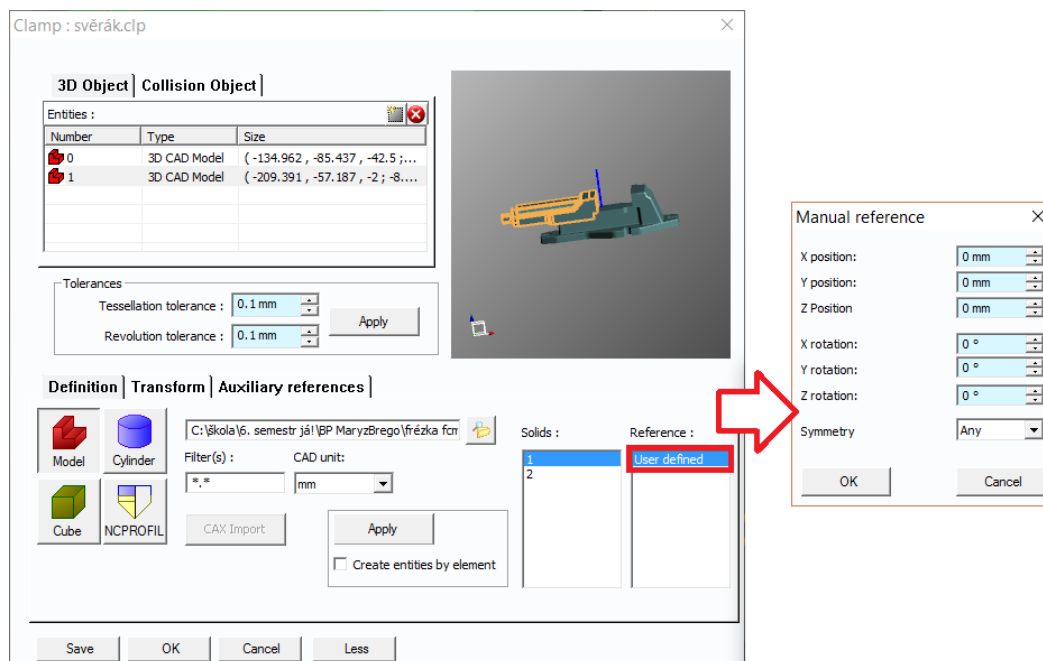 Clamp : svěrák.clp
3D Object Collision Object
Entities :
Number Type Size
0 3D CAD Model ( -134.962 , -85.437 , -42.5 ;...
1 3D CAD Model ( -209.391 , -57.187 , -2 ; -8....
Tolerances
Tessellation tolerance : 0.1 mm
Revolution tolerance : 0.1 mm
Apply
Definition Transform Auxiliary references
Model Cylinder
Cube NCPROFIL
C:\škola\6. semestr já!\BP MaryzBrego\frézka fcm
Filter(s) : CAD unit:
*.* mm
CAX Import
Apply
Create entities by element
Solids :
1
2
Reference :
User defined
Save OK Cancel Less
Manual reference
X position: 0 mm
Y position: 0 mm
Z Position 0 mm
X rotation: 0 °
Y rotation: 0 °
Z rotation: 0 °
Symmetry Any
OK Cancel